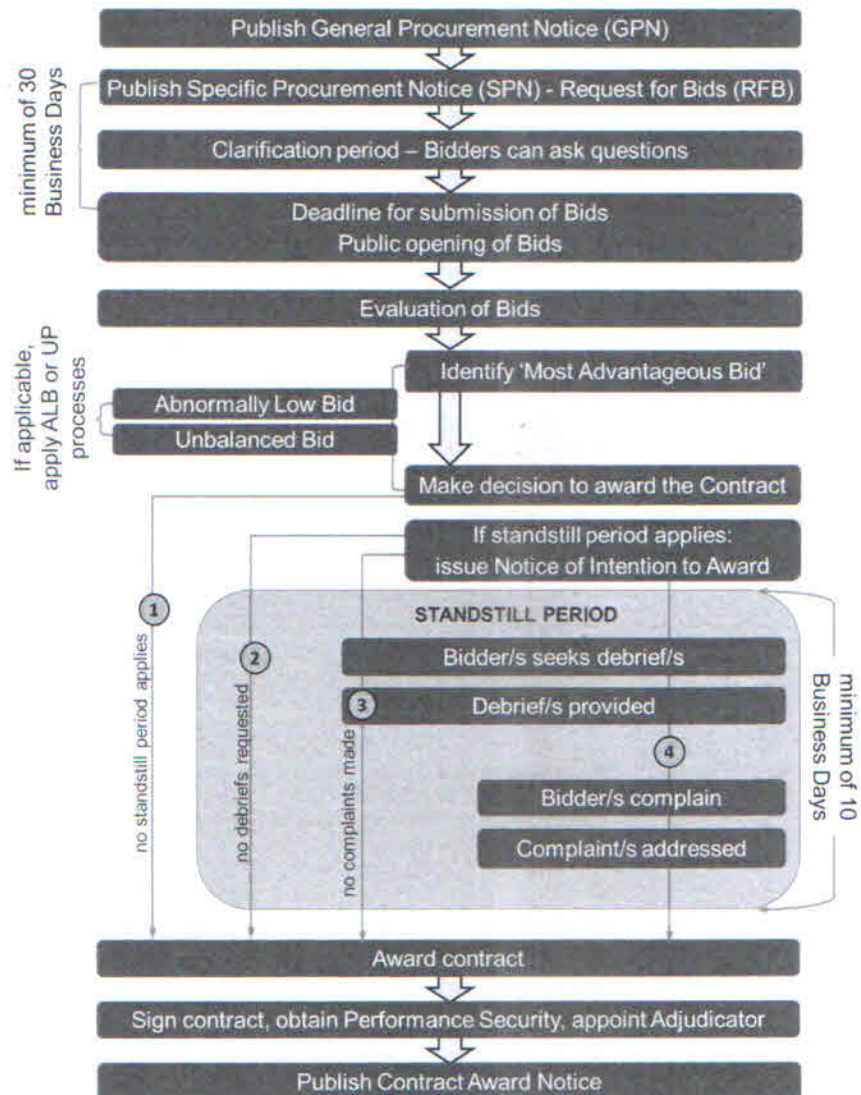 Publish General Procurement Notice (GPN)
minimum of 30
Business Days
Publish Specific Procurement Notice (SPN) - Request for Bids (RFB)
Clarification period – Bidders can ask questions
Deadline for submission of Bids
Public opening of Bids
Evaluation of Bids
If applicable,
apply ALB or UP
processes
Identify ‘Most Advantageous Bid’
Abnormally Low Bid
Unbalanced Bid
Make decision to award the Contract
If standstill period applies:
issue Notice of Intention to Award
1
no standstill period applies
2
no debriefs requested
3
no complaints made
4
STANDSTILL PERIOD
Bidder/s seeks debrief/s
Debrief/s provided
Bidder/s complain
Complaint/s addressed
minimum of 10
Business Days
Award contract
Sign contract, obtain Performance Security, appoint Adjudicator
Publish Contract Award Notice